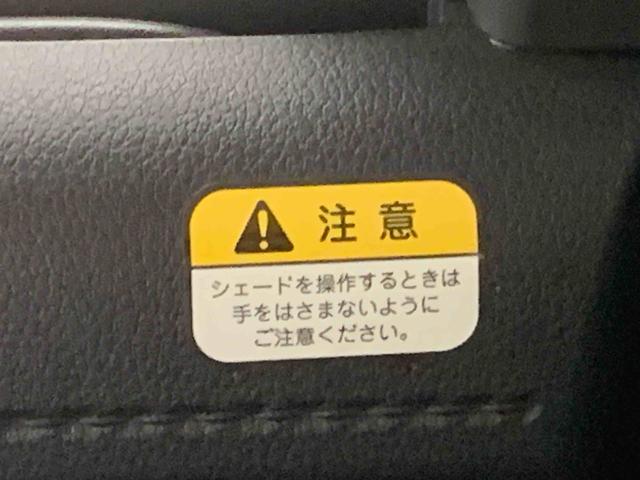 注意
シェードを操作するときは
手をはさまないように
ご注意ください。